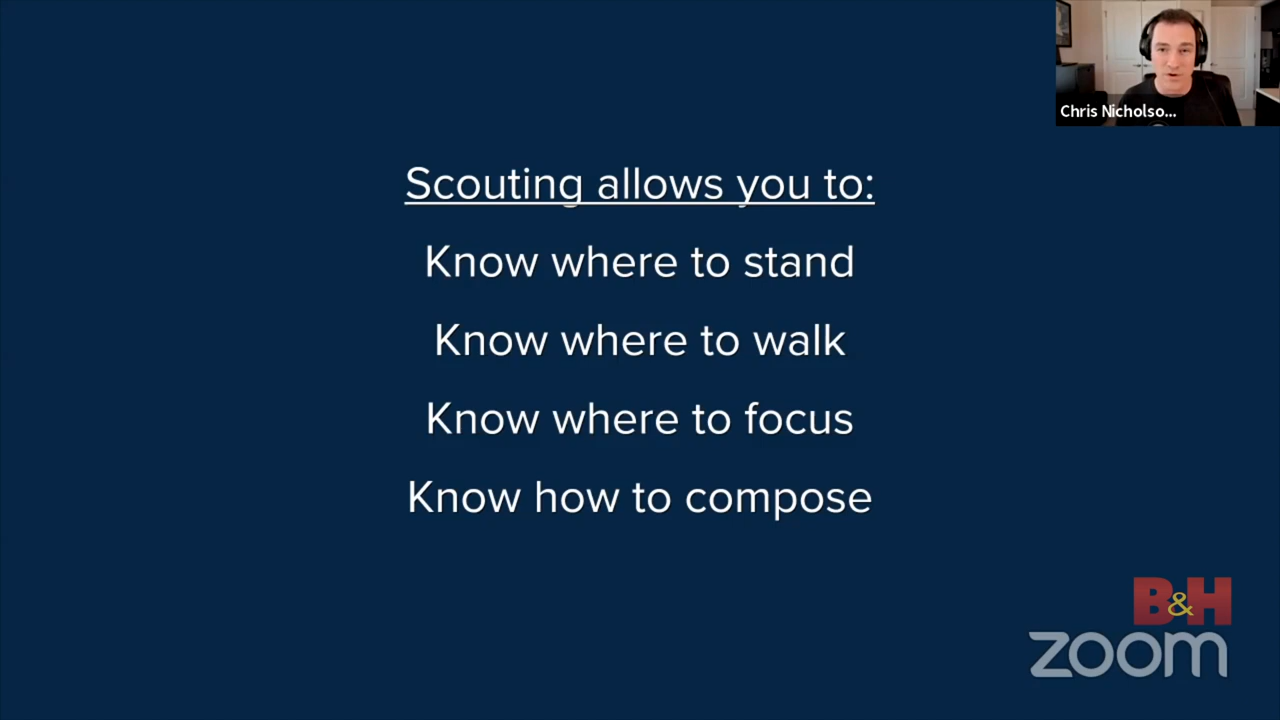 Chris Nicholso...
Scouting allows you to:
Know where to stand
Know where to walk
Know where to focus
Know how to compose
B&H
zoom